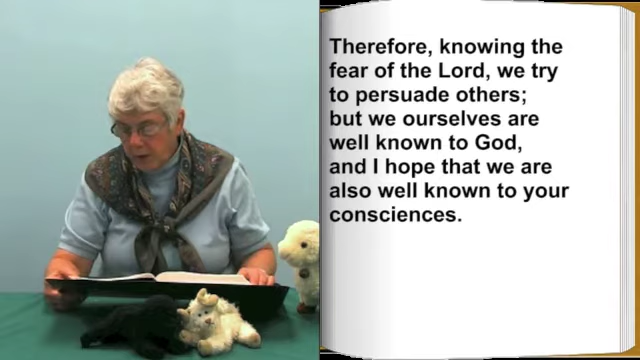 Therefore, knowing the
fear of the Lord, we try
to persuade others;
but we ourselves are
well known to God,
and I hope that we are
also well known to your
consciences.